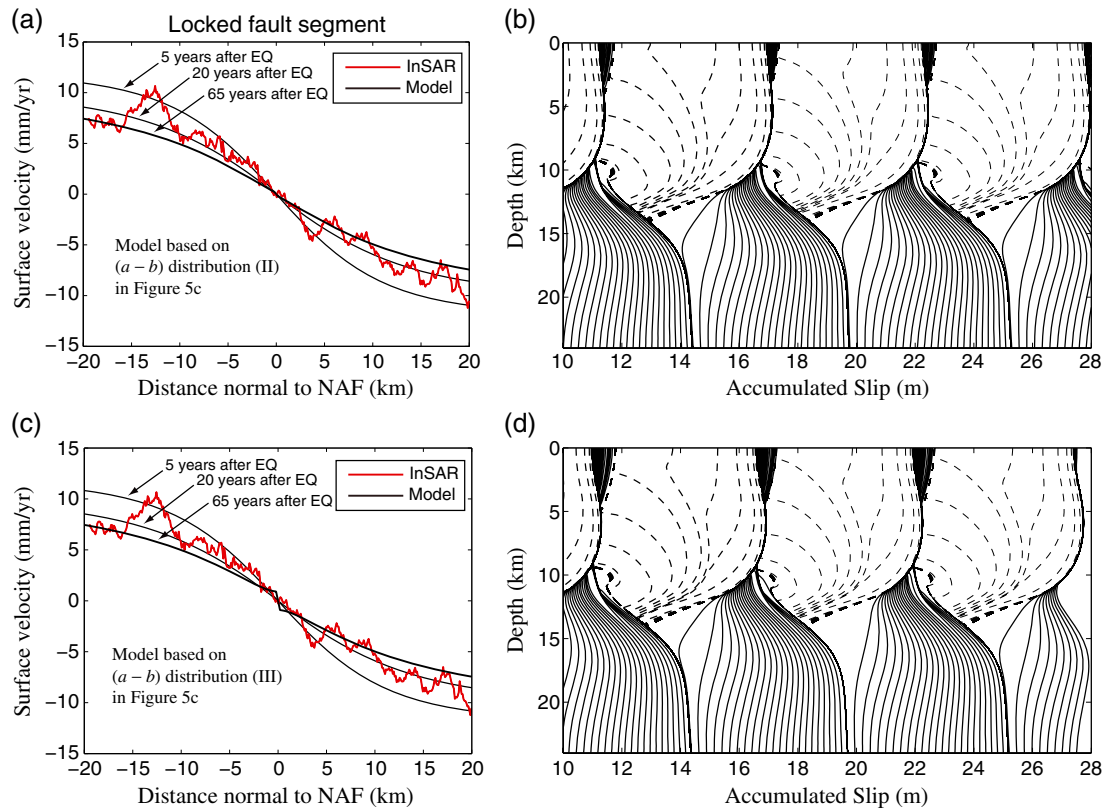 (a)
Locked fault segment
15
10
5
0
−5
−10
−15
−20 −15 −10 −5 0 5 10 15 20
Surface velocity (mm/yr)
Distance normal to NAF (km)
5 years after EQ
20 years after EQ
65 years after EQ
InSAR
Model
Model based on
(a − b) distribution (II)
in Figure 5c
(b)
0
5
10
15
20
10 12 14 16 18 20 22 24 26 28
Depth (km)
Accumulated Slip (m)
(c)
15
10
5
0
−5
−10
−15
−20 −15 −10 −5 0 5 10 15 20
Surface velocity (mm/yr)
Distance normal to NAF (km)
5 years after EQ
20 years after EQ
65 years after EQ
InSAR
Model
Model based on
(a − b) distribution (III)
in Figure 5c
(d)
0
5
10
15
20
10 12 14 16 18 20 22 24 26 28
Depth (km)
Accumulated Slip (m)